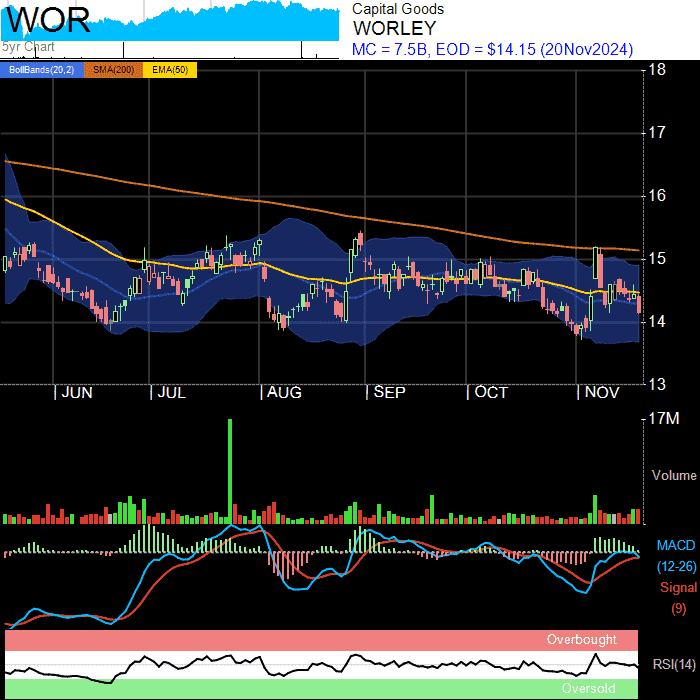 WOR
Capital Goods
WORLEY
MC = 7.5B, EOD = $14.15 (20Nov2024)
5yr Chart
BollBands(20,2) SMA(200) EMA(50)
18
17
16
15
14
13
JUN JUL AUG SEP OCT NOV
17M
Volume
MACD
(12-26)
Signal
(9)
Overbought
RSI(14)
Oversold